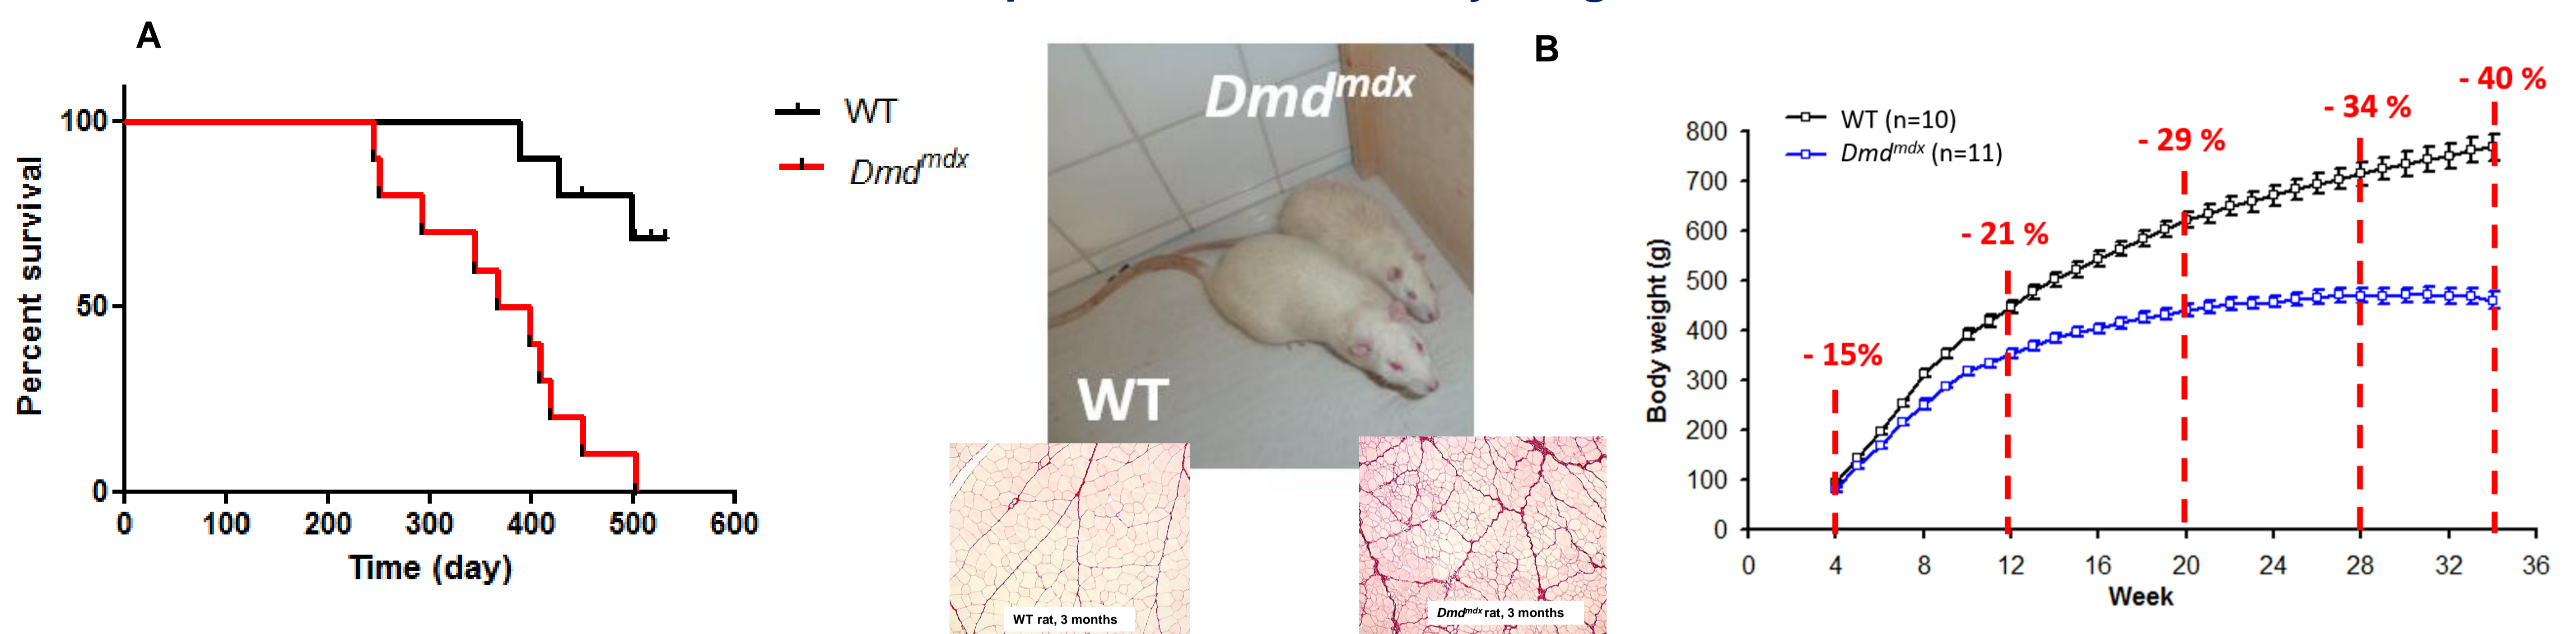 A
Percent survival
100
50
0
0 100 200 300 400 500 600
Time (day)
WT
Dmdmdx
Dmdmdx
WT
WT rat, 3 months
Dmdmdx rat, 3 months
B
WT (n=10)
Dmdmdx (n=11)
- 15%
- 21 %
- 29 %
- 34 %
- 40 %
Body weight (g)
800
700
600
500
400
300
200
100
0
0 4 8 12 16 20 24 28 32 36
Week